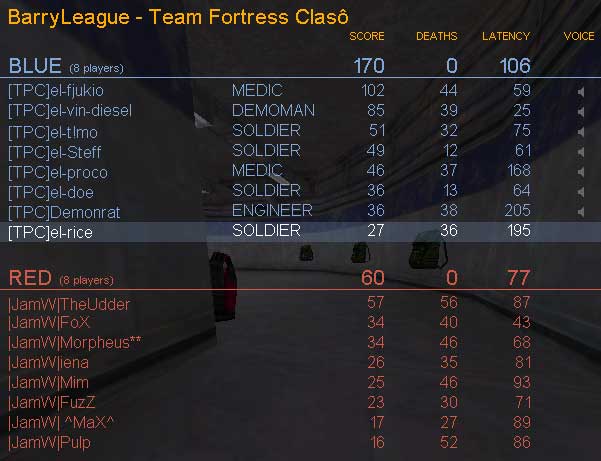 BarryLeague - Team Fortress Clasô
SCORE DEATHS LATENCY VOICE
BLUE (8 players) 170 0 106
[TPC]el-fjukio MEDIC 102 44 59
[TPC]el-vin-diesel DEMOMAN 85 39 25
[TPC]el-t!mo SOLDIER 51 32 75
[TPC]el-Steff SOLDIER 49 12 61
[TPC]el-proco MEDIC 46 37 168
[TPC]el-doe SOLDIER 36 13 64
[TPC]Demonrat ENGINEER 36 38 205
[TPC]el-rice SOLDIER 27 36 195
RED (8 players) 60 0 77
|JamW|TheUdder 57 56 87
|JamW|FoX 34 40 43
|JamW|Morpheus** 34 46 68
|JamW|iena 26 35 81
|JamW|Mim 25 46 93
|JamW|FuzZ 23 30 71
|JamW| ^MaX^ 17 27 89
|JamW|Pulp 16 52 86